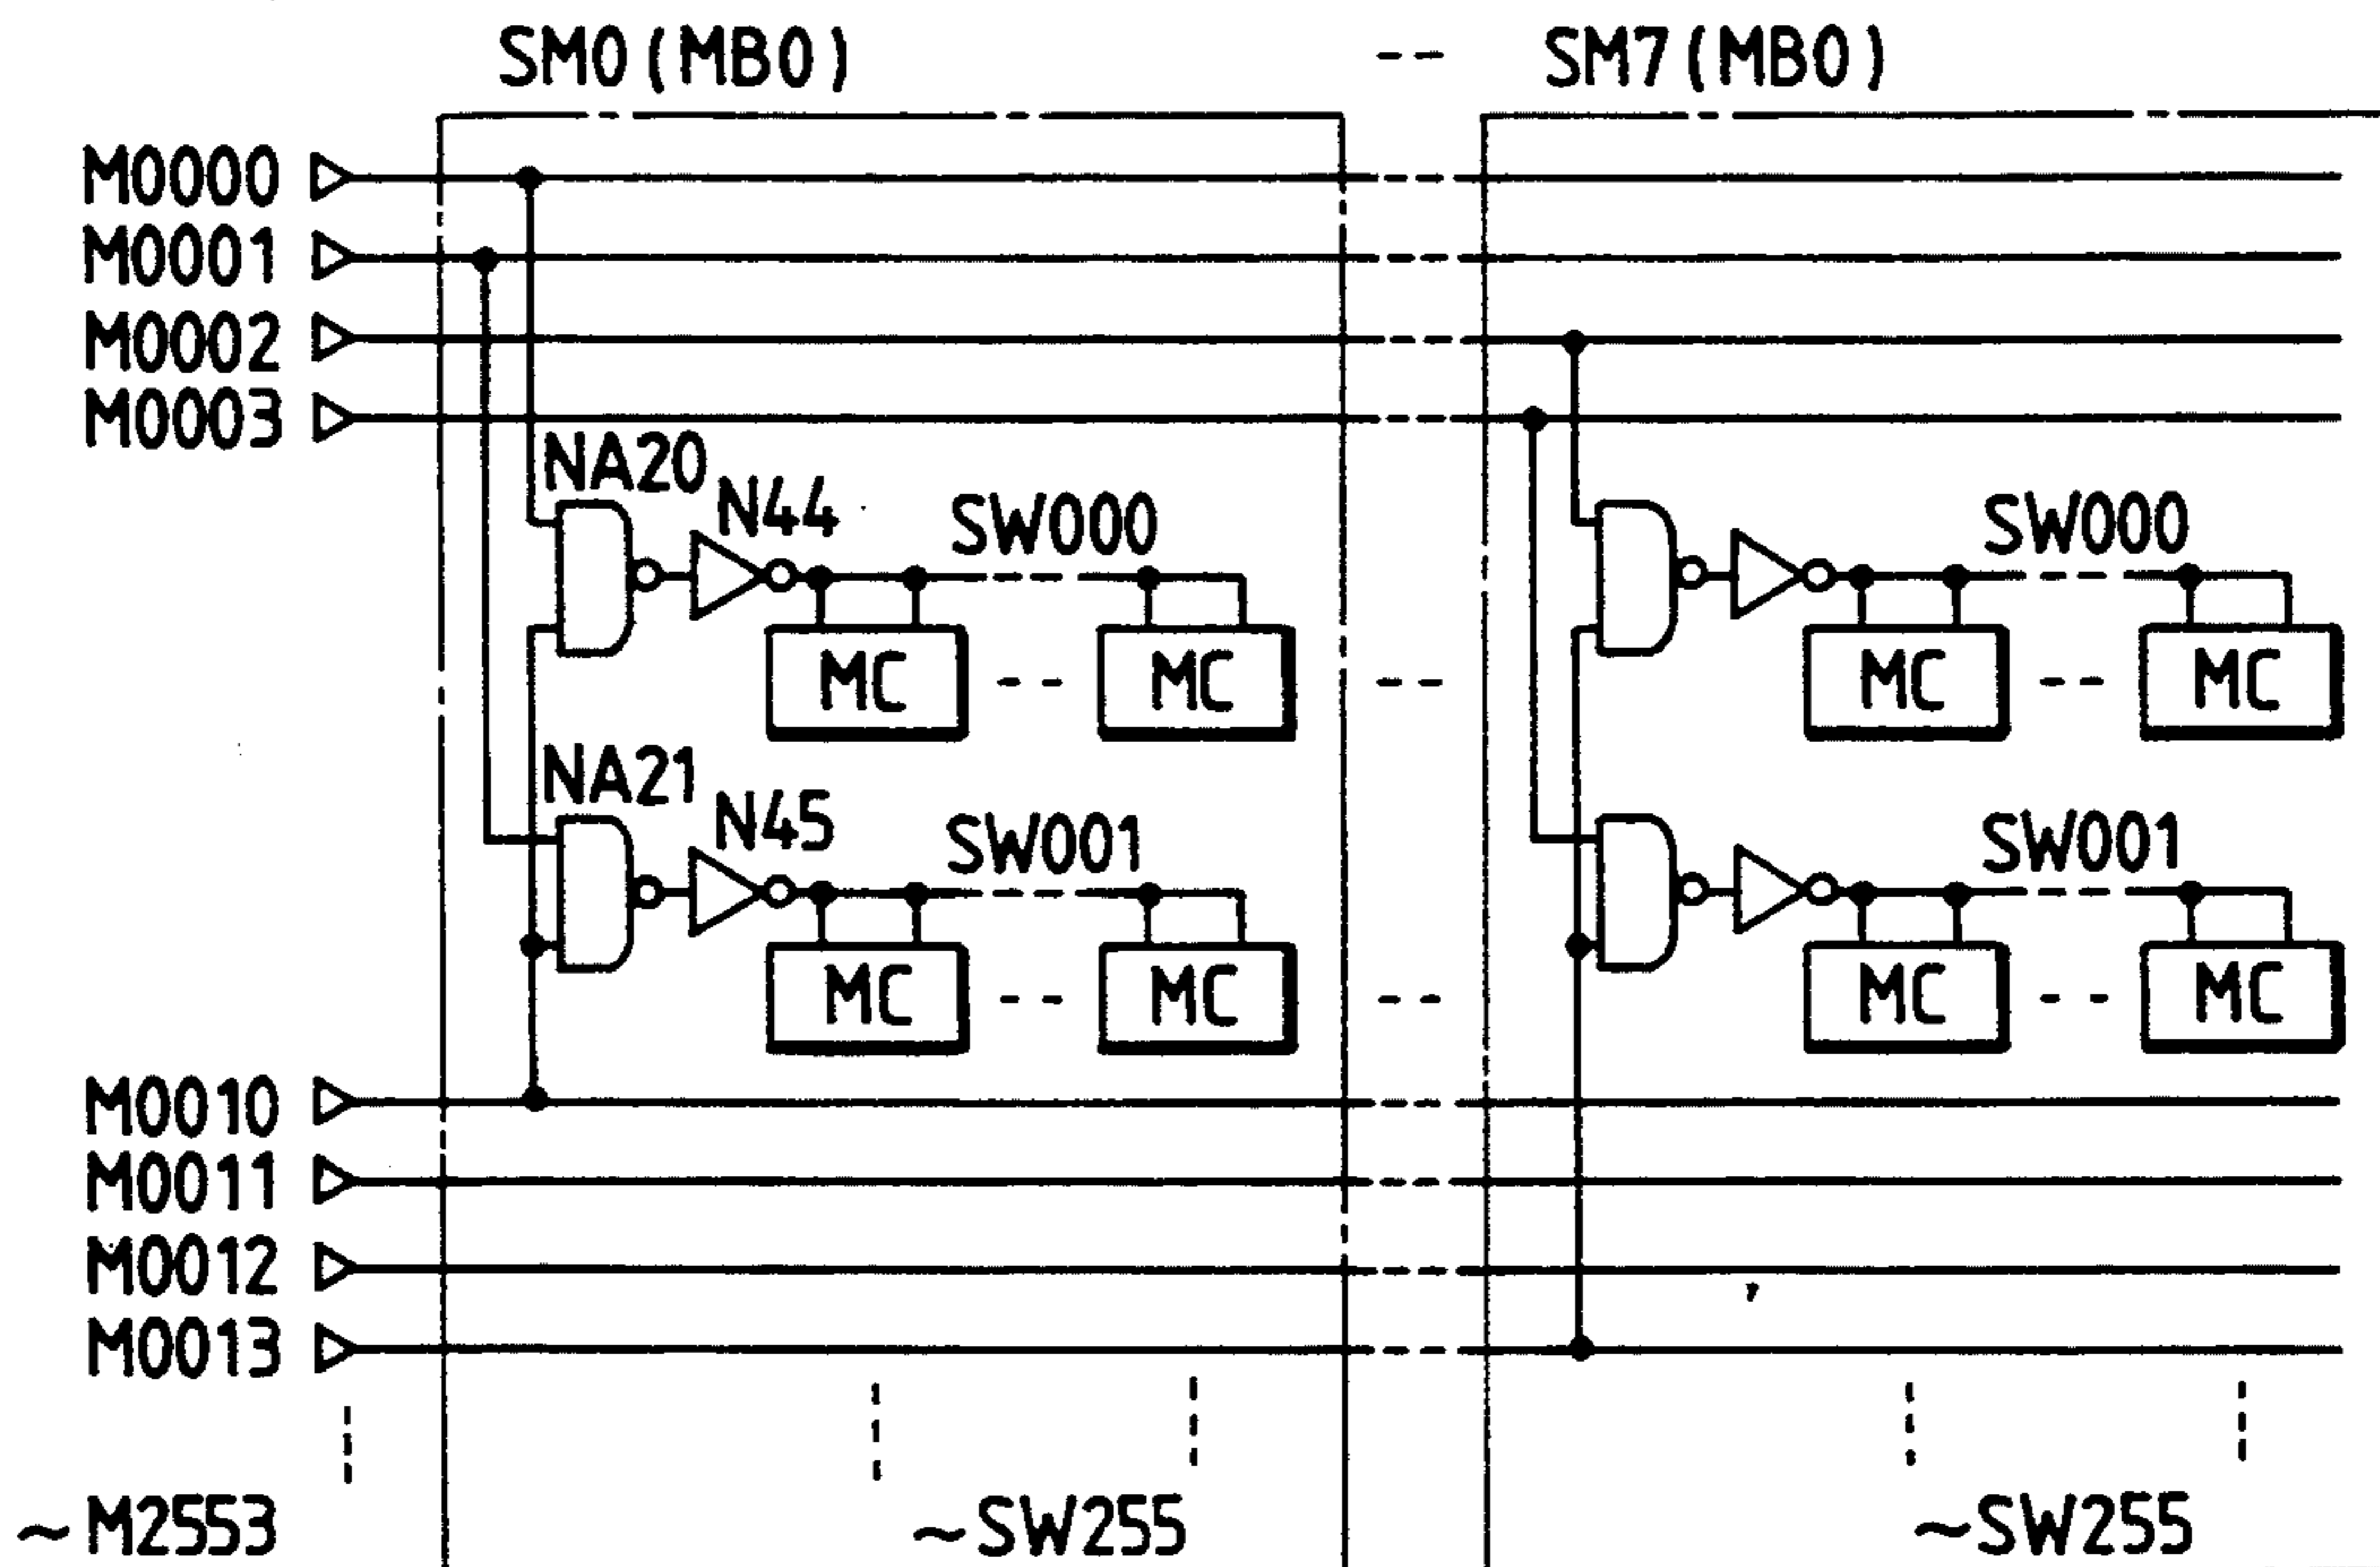 SM0(MB0) -- SM7(MB0)
M0000
M0001
M0002
M0003
NA20
N44 SW000 SW000
MC -- MC -- MC -- MC
NA21
N45 SW001 SW001
MC -- MC -- MC -- MC
M0010
M0011
M0012
M0013
~M2553 ~SW255 ~SW255